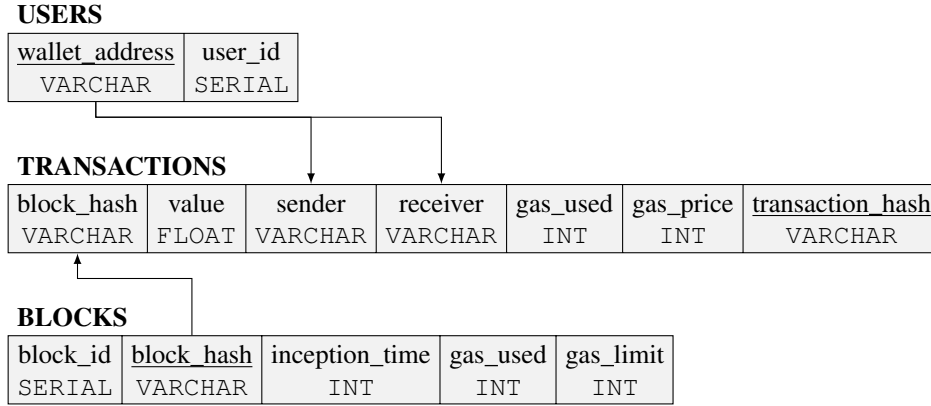 USERS
wallet_address user_id
VARCHAR SERIAL
TRANSACTIONS
block_hash value sender receiver gas_used gas_price transaction_hash
VARCHAR FLOAT VARCHAR VARCHAR INT INT VARCHAR
BLOCKS
block_id block_hash inception_time gas_used gas_limit
SERIAL VARCHAR INT INT INT